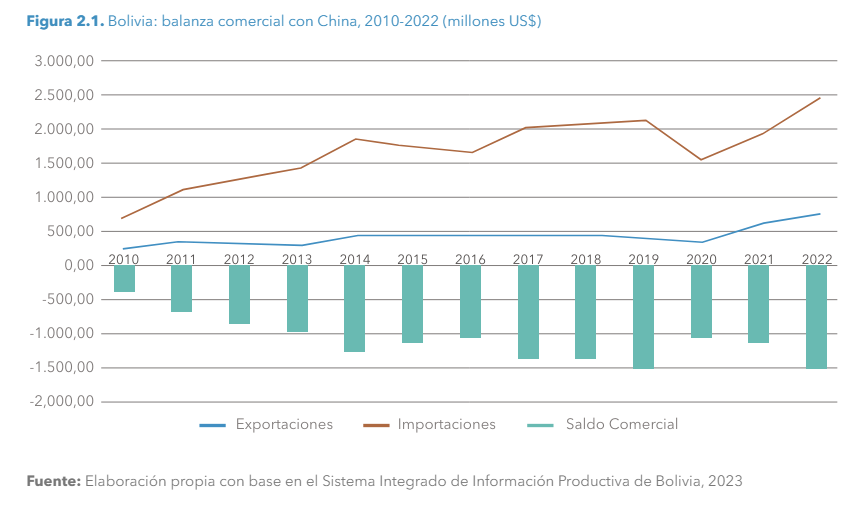 Figura 2.1. Bolivia: balanza comercial con China, 2010-2022 (millones US$)
3.000,00
2.500,00
2.000,00
1.500,00
1.000,00
500,00
0,00
2010 2011 2012 2013 2014 2015 2016 2017 2018 2019 2020 2021 2022
-500,00
-1.000,00
-1.500,00
-2,000,00
Exportaciones Importaciones Saldo Comercial
Fuente: Elaboración propia con base en el Sistema Integrado de Información Productiva de Bolivia, 2023